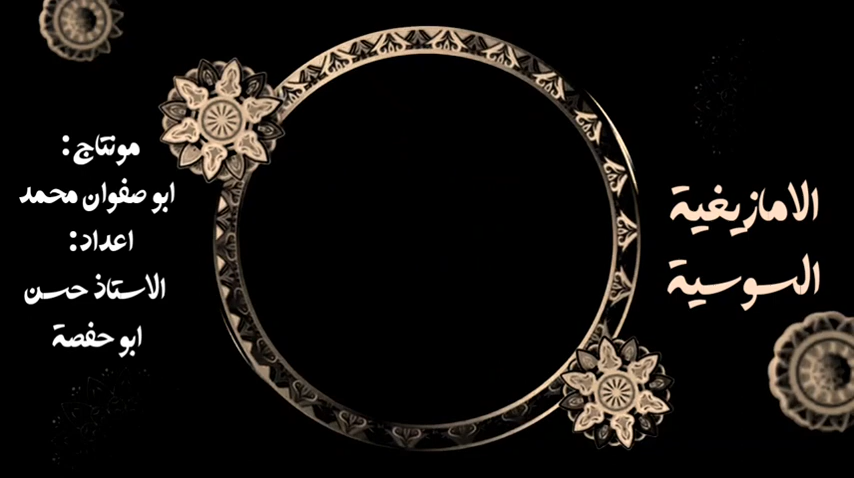 الامازيغية
السوسية
مونتاج:
ابو صفوان محمد
اعداد:
الاستاذ حسن
ابو حفصة